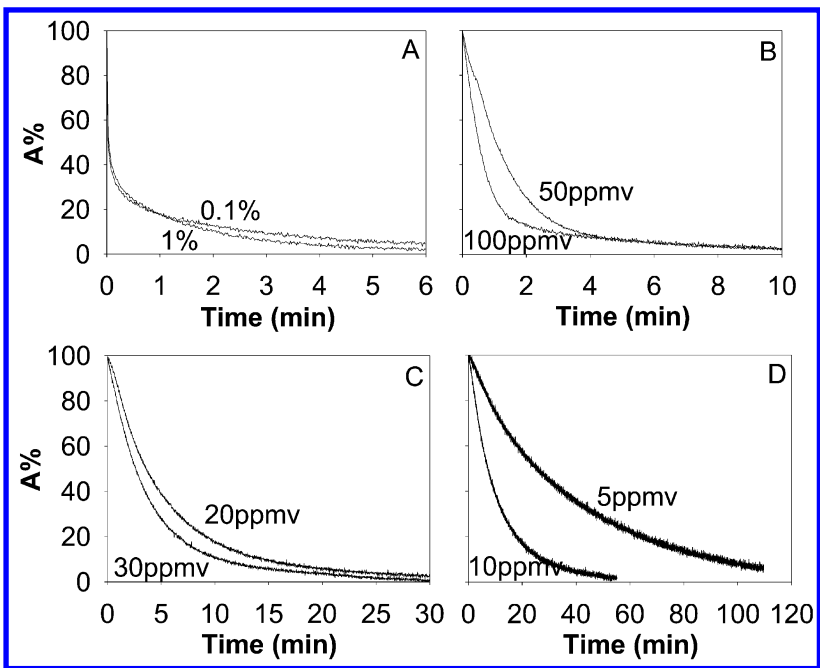 A
100
80
60
40
20
0
A%
0.1%
1%
0 1 2 3 4 5 6
Time (min)
B
50ppmv
100ppmv
0 2 4 6 8 10
Time (min)
C
100
80
60
40
20
0
A%
20ppmv
30ppmv
0 5 10 15 20 25 30
Time (min)
D
5ppmv
10ppmv
0 20 40 60 80 100 120
Time (min)